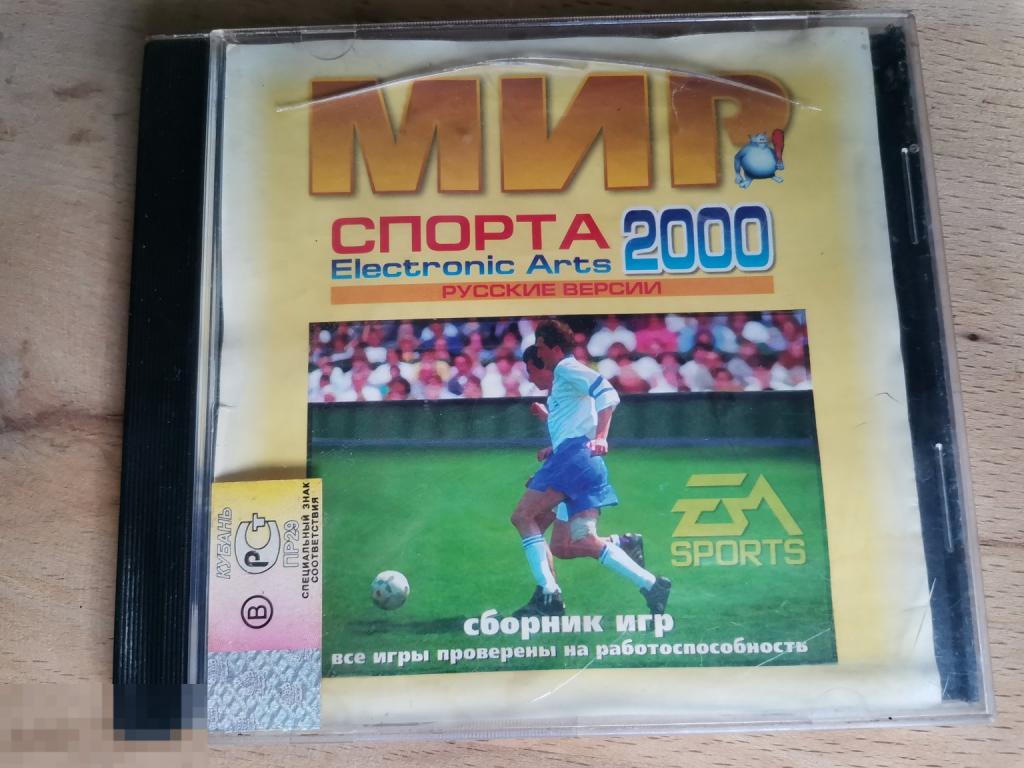 МИР
СПОРТА 2000
Electronic Arts
РУССКИЕ ВЕРСИИ
EA
SPORTS
сборник игр
все игры проверены на работоспособность
КУБАНЬ
РСТ
ПР29
СПЕЦИАЛЬНЫЙ ЗНАК
СООТВЕТСТВИЯ
В